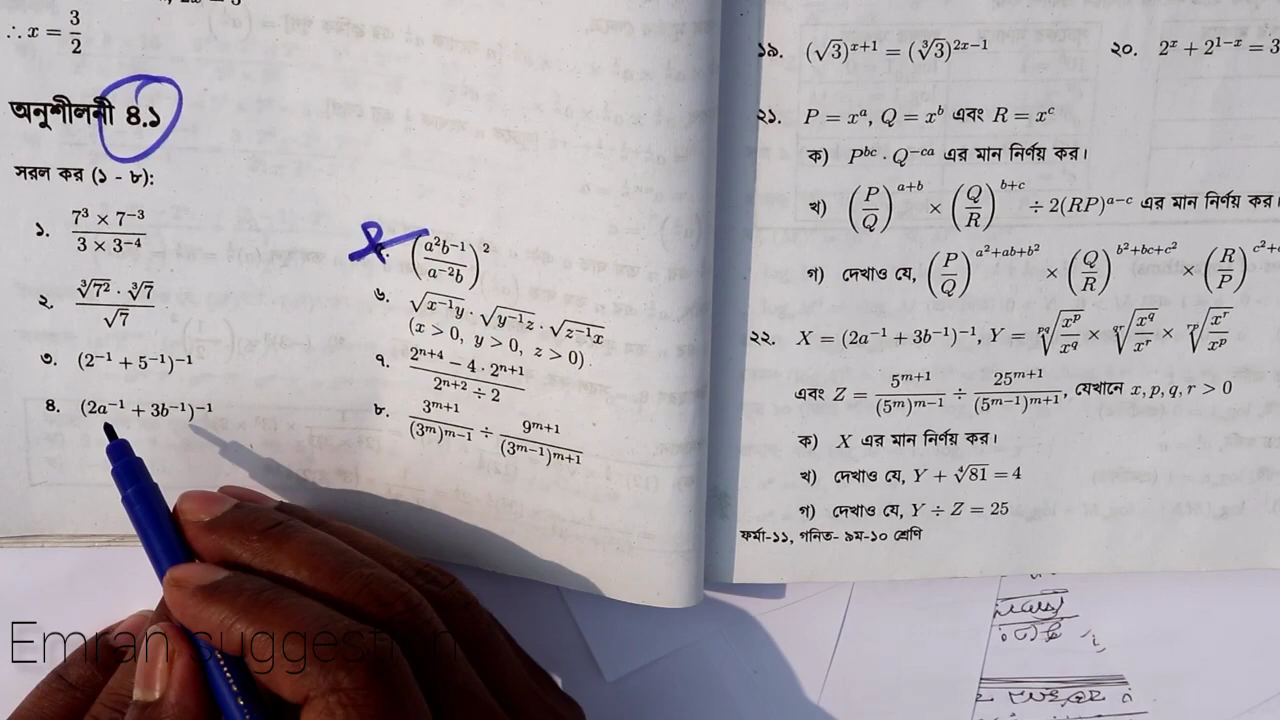 ∴ x = 3/2
অনুশীলনী ৪.১
সরল কর (১ - ৮):
১. (7³ × 7⁻³)/(3 × 3⁻⁴)
২. (∛7² · ∛7)/√7
৩. (2⁻¹ + 5⁻¹)⁻¹
৪. (2a⁻¹ + 3b⁻¹)⁻¹
৫. ((a²b⁻¹)/(a⁻²b))²
৬. √(x⁻¹y) · √(y⁻¹z) · √(z⁻¹x)
(x > 0, y > 0, z > 0).
৭. (2ⁿ⁺⁴ − 4 · 2ⁿ⁺¹)/(2ⁿ⁺² ÷ 2)
৮. 3ᵐ⁺¹/(3ᵐ)ᵐ⁻¹ ÷ 9ᵐ⁺¹/(3ᵐ⁻¹)ᵐ⁺¹
১৯. (√3)ˣ⁺¹ = (∛3)²ˣ⁻¹
২০. 2ˣ + 2¹⁻ˣ = 3
২১. P = xᵃ, Q = xᵇ এবং R = xᶜ
ক) Pᵇᶜ · Q⁻ᶜᵃ এর মান নির্ণয় কর।
খ) (P/Q)ᵃ⁺ᵇ × (Q/R)ᵇ⁺ᶜ ÷ 2(RP)ᵃ⁻ᶜ এর মান নির্ণয় কর।
গ) দেখাও যে, (P/Q)^(a²+ab+b²) × (Q/R)^(b²+bc+c²) × (R/P)^(c²+
২২. X = (2a⁻¹ + 3b⁻¹)⁻¹, Y = ᵖq√(xᵖ/x^q) × qʳ√(x^q/xʳ) × ʳᵖ√(xʳ/xᵖ)
এবং Z = 5ᵐ⁺¹/(5ᵐ)ᵐ⁻¹ ÷ 25ᵐ⁺¹/(5ᵐ⁻¹)ᵐ⁺¹, যেখানে x, p, q, r > 0
ক) X এর মান নির্ণয় কর।
খ) দেখাও যে, Y + ∜81 = 4
গ) দেখাও যে, Y ÷ Z = 25
ফর্মা-১১, গনিত- ৯ম-১০ শ্রেণি
Emran suggestion